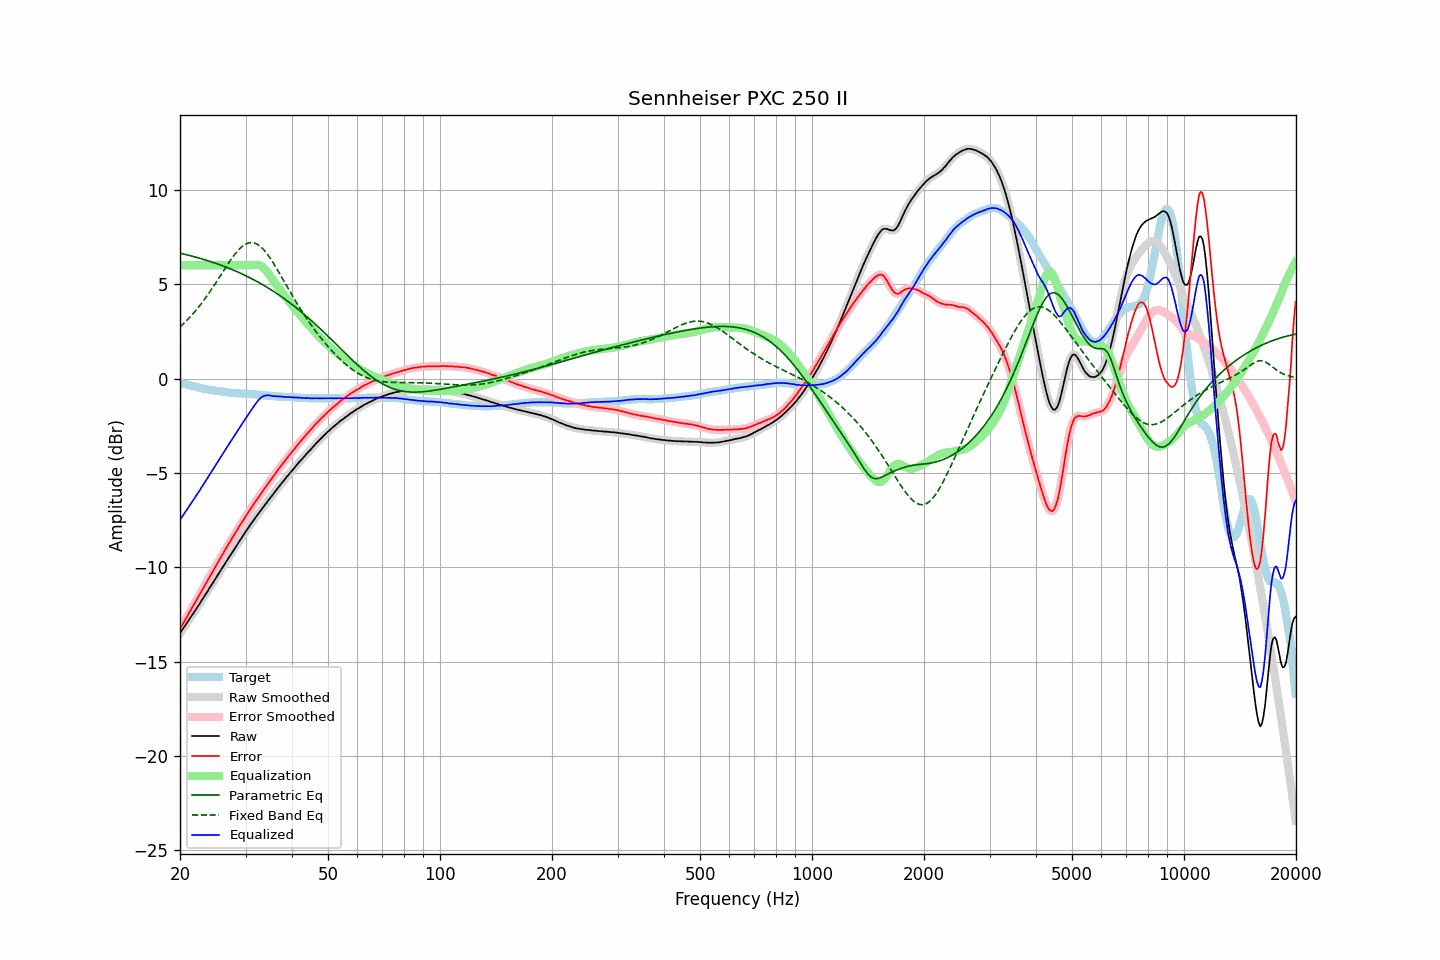 Sennheiser PXC 250 II
Amplitude (dBr)
10
5
0
−5
−10
−15
−20
−25
Target
Raw Smoothed
Error Smoothed
Raw
Error
Equalization
Parametric Eq
Fixed Band Eq
Equalized
20 50 100 200 500 1000 2000 5000 10000 20000
Frequency (Hz)